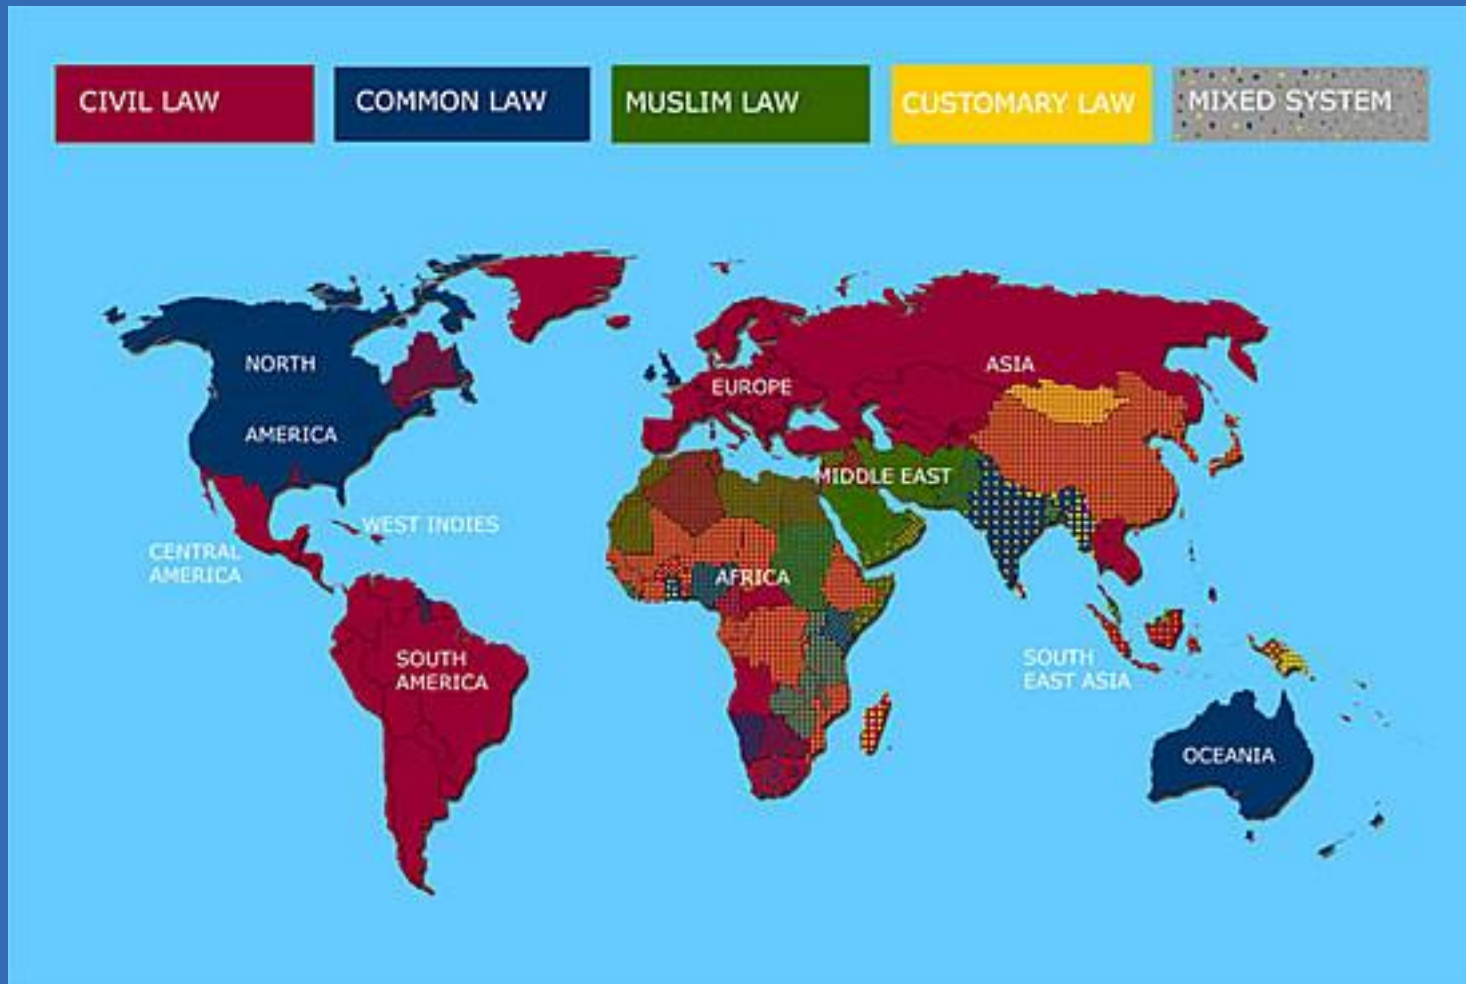 CIVIL LAW
COMMON LAW
MUSLIM LAW
CUSTOMARY LAW
MIXED SYSTEM
NORTH
AMERICA
EUROPE
ASIA
MIDDLE EAST
WEST INDIES
CENTRAL
AMERICA
AFRICA
SOUTH
AMERICA
SOUTH
EAST ASIA
OCEANIA